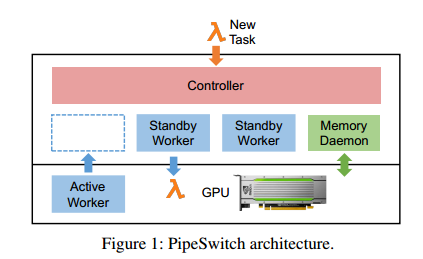 New
Task
Controller
Standby
Worker
Standby
Worker
Memory
Daemon
Active
Worker
GPU
Figure 1: PipeSwitch architecture.